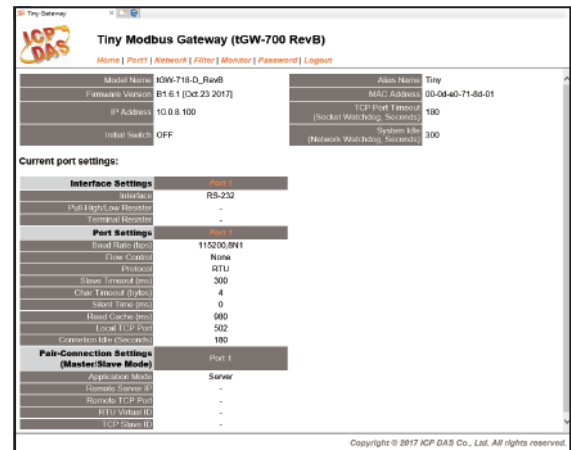 Tiny Gateway
ICP DAS
Tiny Modbus Gateway (tGW-700 RevB)
Home | Port1 | Network | Filter | Monitor | Password | Logout
Model Name tGW-718-D_RevB Alias Name Tiny
Firmware Version B1.6.1 [Oct.23 2017] MAC Address 00-0d-e0-71-8d-01
IP Address 10.0.8.100 TCP Port Timeout (Socket Watchdog, Seconds) 180
Initial Switch OFF System Idle (Network Watchdog, Seconds) 300
Current port settings:
Interface Settings Port 1
Interface RS-232
Pull-High/Low Resister -
Terminal Resister -
Port Settings Port 1
Baud Rate (bps) 115200,8N1
Flow Control None
Protocol RTU
Slave Timeout (ms) 300
Char Timeout (bytes) 4
Silent Time (ms) 0
Read Cache (ms) 980
Local TCP Port 502
Connetion Idle (Seconds) 180
Pair-Connection Settings (Master/Slave Mode) Port 1
Application Mode Server
Remote Server IP -
Remote TCP Port -
RTU Virtual ID -
TCP Slave ID -
Copyright © 2017 ICP DAS Co., Ltd. All rights reserved.